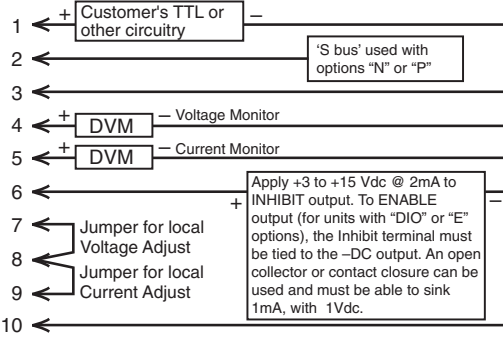 1 + Customer's TTL or –
other circuitry
2 'S bus' used with
options “N” or “P”
3
4 + DVM – Voltage Monitor
5 + DVM – Current Monitor
6 + Apply +3 to +15 Vdc @ 2mA to –
INHIBIT output. To ENABLE
output (for units with “DIO” or “E”
options), the Inhibit terminal must
be tied to the –DC output. An open
collector or contact closure can be
used and must be able to sink
1mA, with 1Vdc.
7 Jumper for local
Voltage Adjust
8
Jumper for local
9 Current Adjust
10